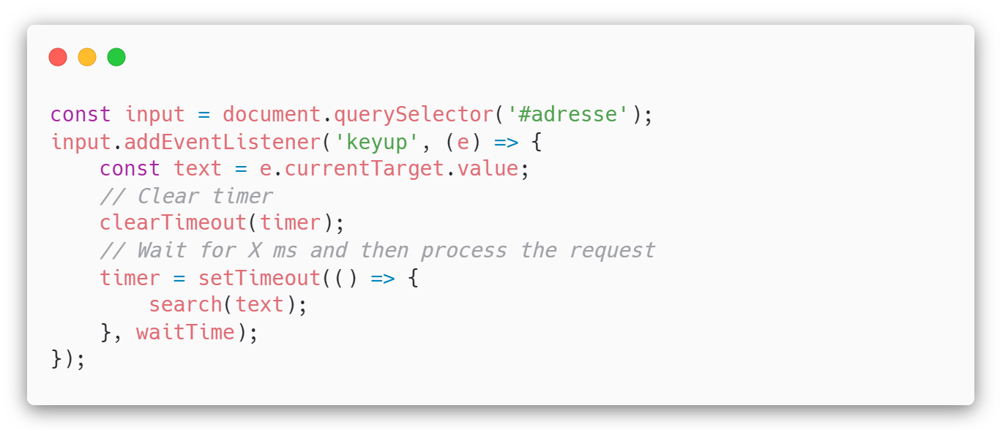 const input = document.querySelector('#adresse');
input.addEventListener('keyup', (e) => {
    const text = e.currentTarget.value;
    // Clear timer
    clearTimeout(timer);
    // Wait for X ms and then process the request
    timer = setTimeout(() => {
        search(text);
    }, waitTime);
});